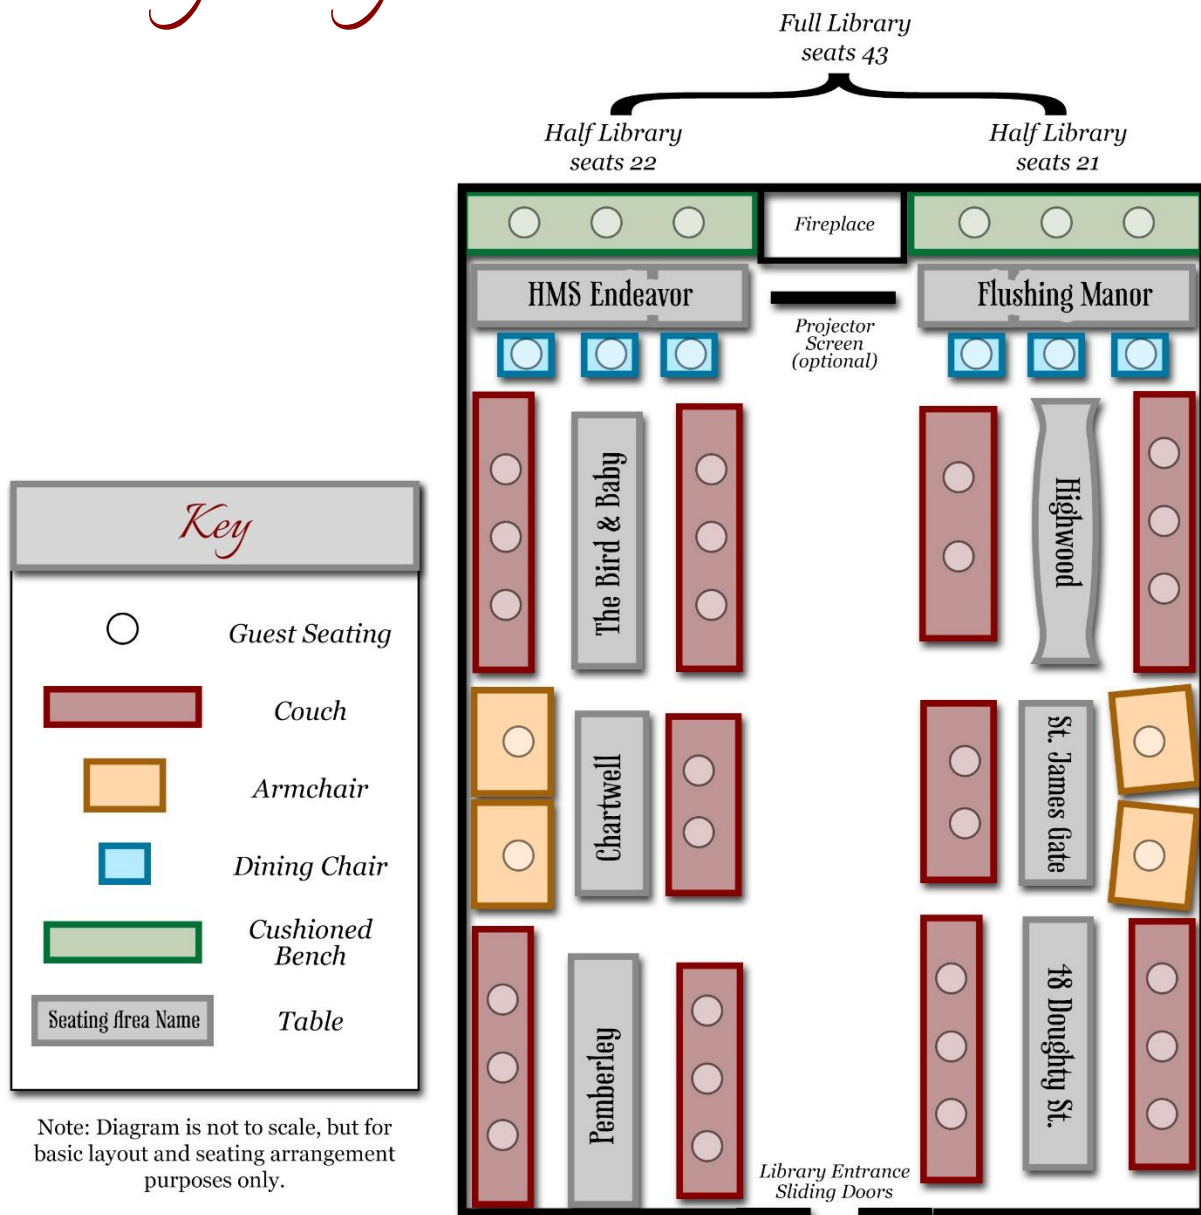 Full Library
seats 43
Half Library
seats 22
Half Library
seats 21
Fireplace
HMS Endeavor
Flushing Manor
Projector
Screen
(optional)
The Bird & Baby
Highwood
Chartwell
St. James Gate
Pemberley
48 Doughty St.
Library Entrance
Sliding Doors
Key
Guest Seating
Couch
Armchair
Dining Chair
Cushioned
Bench
Seating Area Name
Table
Note: Diagram is not to scale, but for
basic layout and seating arrangement
purposes only.